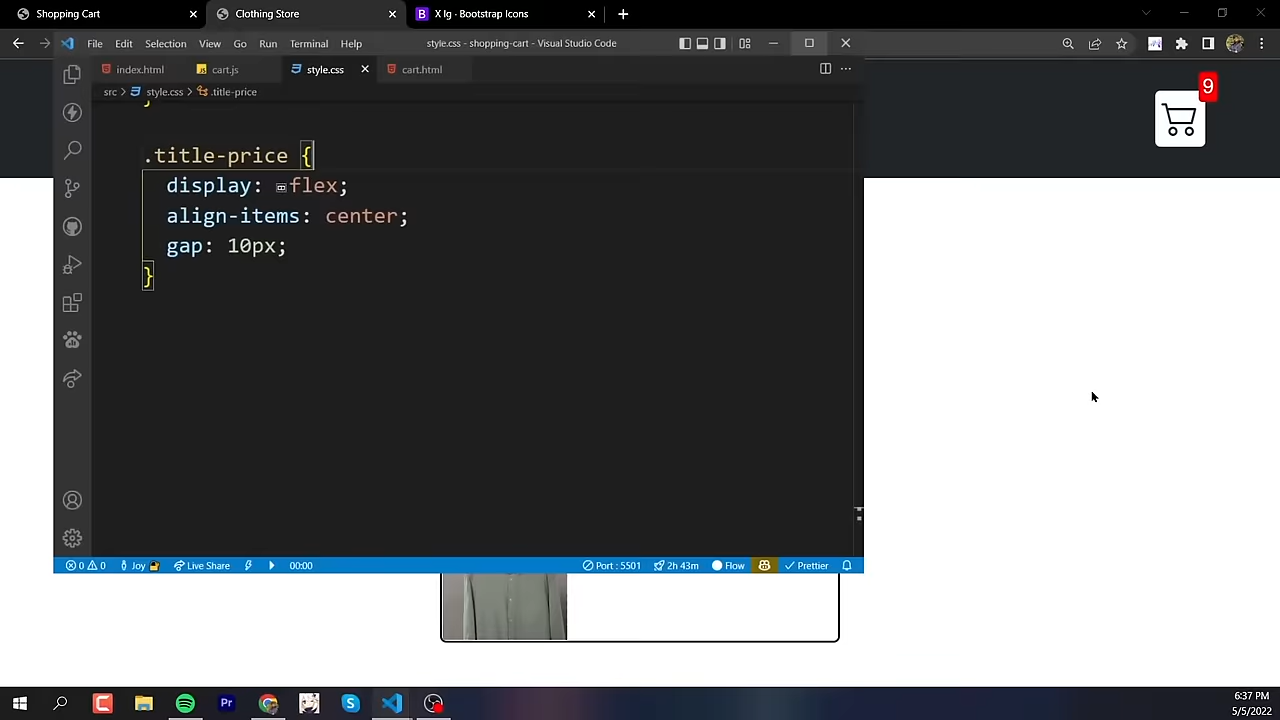 Shopping Cart
Clothing Store
B X lg · Bootstrap Icons
File Edit Selection View Go Run Terminal Help
style.css - shopping-cart - Visual Studio Code
index.html
JS cart.js
style.css
cart.html
src > style.css > .title-price
9
}
.title-price {
display: flex;
align-items: center;
gap: 10px;
}
0 0 Joy Live Share 00:00 Port : 5501 2h 43m Flow Prettier
Pr
6:37 PM
5/5/2022